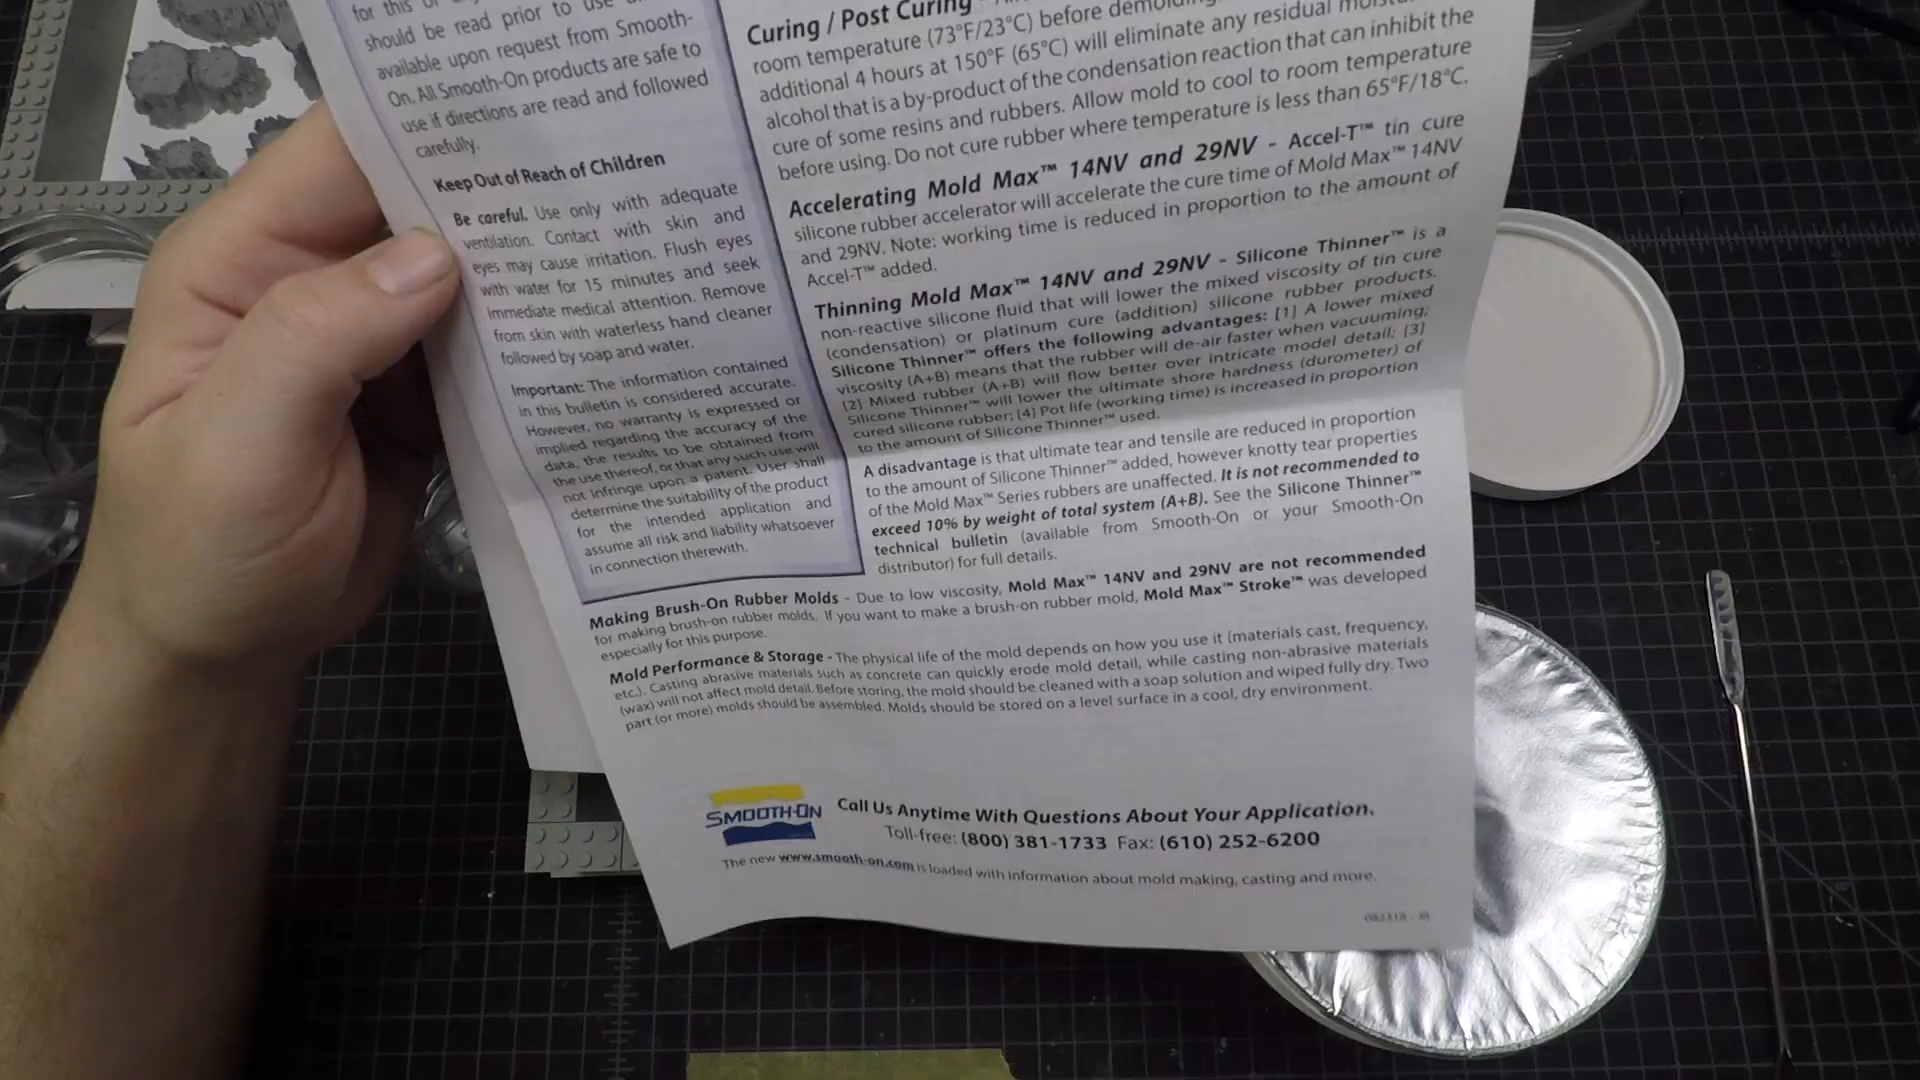 for this or
should be read prior to use
available upon request from Smooth-
On. All Smooth-On products are safe to
use if directions are read and followed
carefully.
Keep Out of Reach of Children
Be careful. Use only with adequate
ventilation. Contact with skin and
eyes may cause irritation. Flush eyes
with water for 15 minutes and seek
immediate medical attention. Remove
from skin with waterless hand cleaner
followed by soap and water.
Important: The information contained
in this bulletin is considered accurate.
However, no warranty is expressed or
implied regarding the accuracy of the
data, the results to be obtained from
the use thereof, or that any such use will
not infringe upon a patent. User shall
determine the suitability of the product
for the intended application and
assume all risk and liability whatsoever
in connection therewith.
Curing / Post Curing -
room temperature (73°F/23°C) before
additional 4 hours at 150°F (65°C) will eliminate any residual
alcohol that is a by-product of the condensation reaction that can inhibit the
cure of some resins and rubbers. Allow mold to cool to room temperature
before using. Do not cure rubber where temperature is less than 65°F/18°C.
Accelerating Mold Max™ 14NV and 29NV - Accel-T™ tin cure
silicone rubber accelerator will accelerate the cure time of Mold Max™ 14NV
and 29NV. Note: working time is reduced in proportion to the amount of
Accel-T™ added.
Thinning Mold Max™ 14NV and 29NV - Silicone Thinner™ is a
non-reactive silicone fluid that will lower the mixed viscosity of tin cure
(condensation) or platinum cure (addition) silicone rubber products.
Silicone Thinner™ offers the following advantages: [1] A lower mixed
viscosity (A+B) means that the rubber will de-air faster when vacuuming;
[2] Mixed rubber (A+B) will flow better over intricate model detail; [3]
Silicone Thinner™ will lower the ultimate shore hardness (durometer) of
cured silicone rubber; [4] Pot life (working time) is increased in proportion
to the amount of Silicone Thinner™ used.
A disadvantage is that ultimate tear and tensile are reduced in proportion
to the amount of Silicone Thinner™ added, however knotty tear properties
of the Mold Max™ Series rubbers are unaffected. It is not recommended to
exceed 10% by weight of total system (A+B). See the Silicone Thinner™
technical bulletin (available from Smooth-On or your Smooth-On
distributor) for full details.
Making Brush-On Rubber Molds - Due to low viscosity, Mold Max™ 14NV and 29NV are not recommended
for making brush-on rubber molds. If you want to make a brush-on rubber mold, Mold Max™ Stroke™ was developed
especially for this purpose.
Mold Performance & Storage - The physical life of the mold depends on how you use it (materials cast, frequency,
etc.). Casting abrasive materials such as concrete can quickly erode mold detail, while casting non-abrasive materials
(wax) will not affect mold detail. Before storing, the mold should be cleaned with a soap solution and wiped fully dry. Two
part (or more) molds should be assembled. Molds should be stored on a level surface in a cool, dry environment.
SMOOTH-ON
Call Us Anytime With Questions About Your Application.
Toll-free: (800) 381-1733 Fax: (610) 252-6200
The new www.smooth-on.com is loaded with information about mold making, casting and more.
082318 - JR